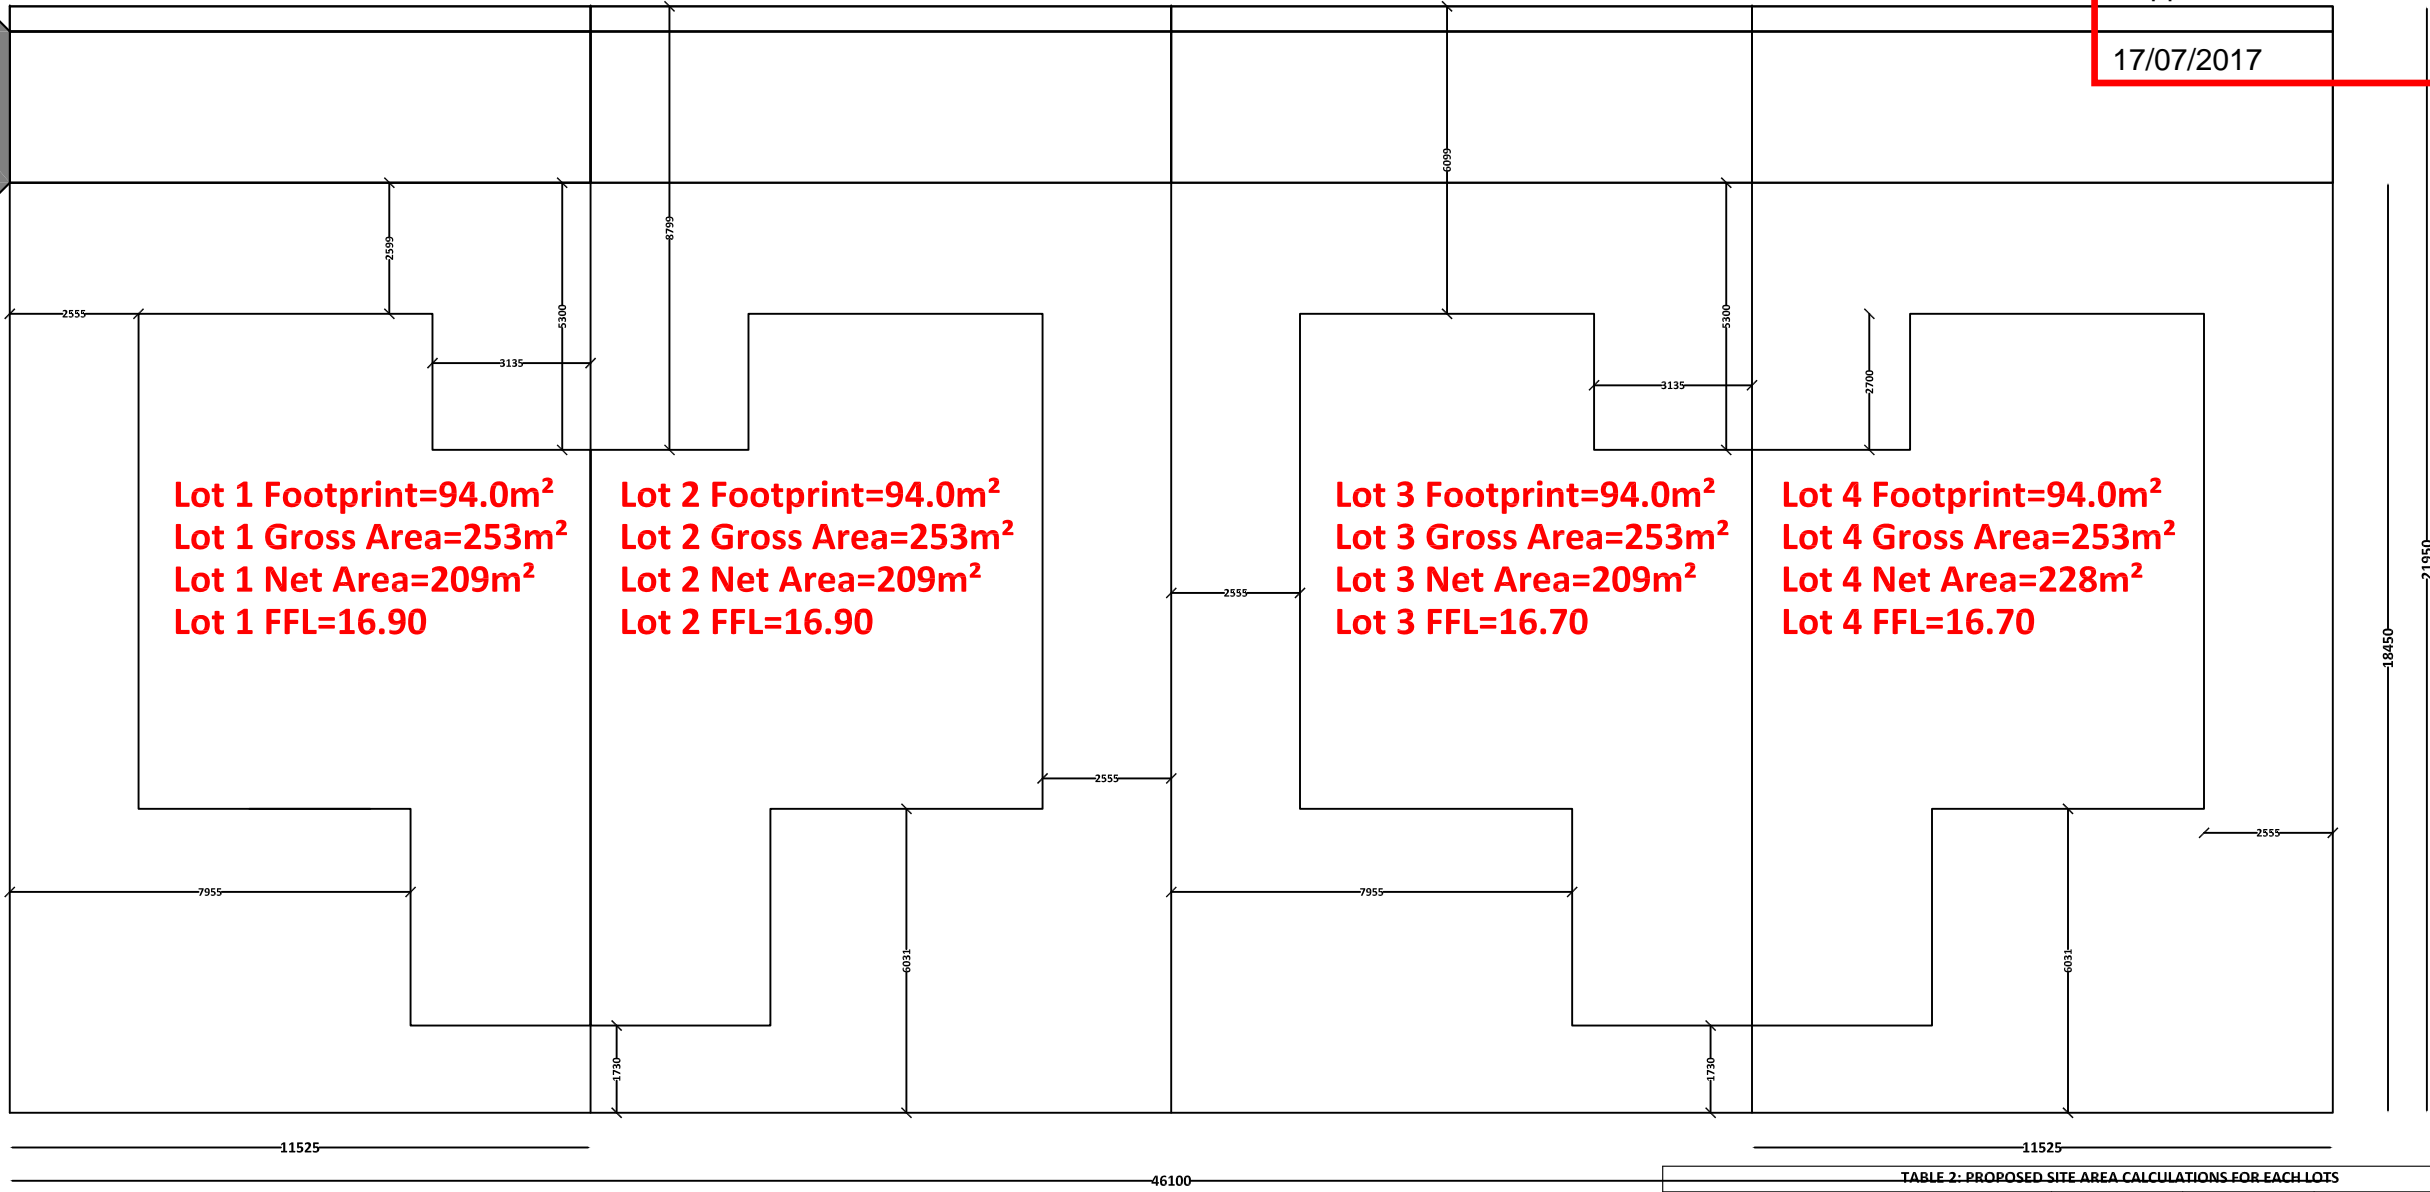 17/07/2017
6099
8799
2599
2555
5300
5300
3135
3135
2700
Lot 1 Footprint=94.0m²
Lot 1 Gross Area=253m²
Lot 1 Net Area=209m²
Lot 1 FFL=16.90
Lot 2 Footprint=94.0m²
Lot 2 Gross Area=253m²
Lot 2 Net Area=209m²
Lot 2 FFL=16.90
Lot 3 Footprint=94.0m²
Lot 3 Gross Area=253m²
Lot 3 Net Area=209m²
Lot 3 FFL=16.70
Lot 4 Footprint=94.0m²
Lot 4 Gross Area=253m²
Lot 4 Net Area=228m²
Lot 4 FFL=16.70
21950
2555
18450
2555
2555
7955
7955
6031
6031
1730
1730
11525
11525
46100
TABLE 2: PROPOSED SITE AREA CALCULATIONS FOR EACH LOTS